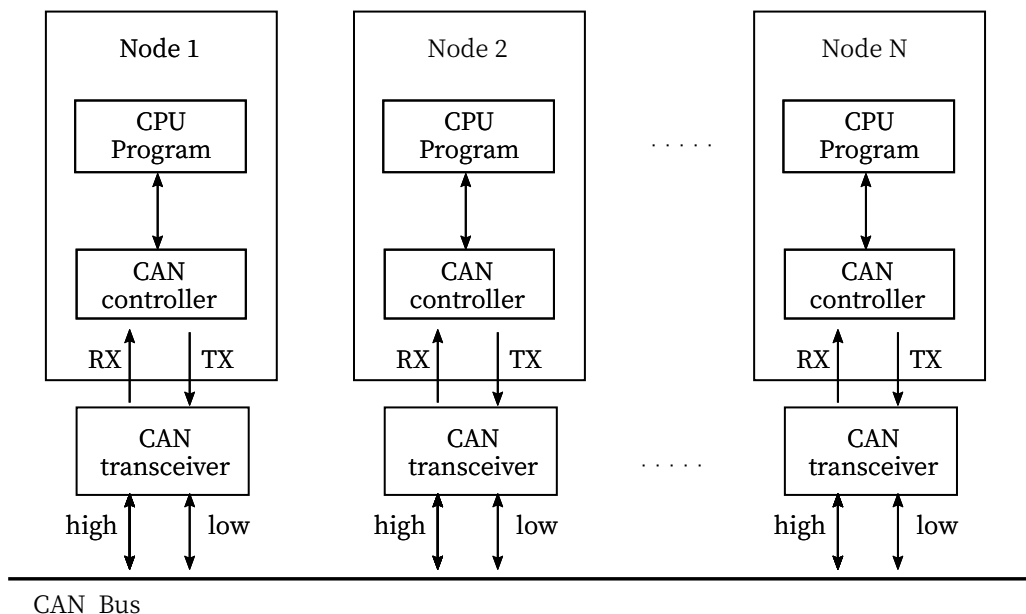 Node 1
CPU
Program
CAN
controller
RX
TX
CAN
transceiver
high
low
Node 2
CPU
Program
CAN
controller
RX
TX
CAN
transceiver
high
low
. . . . .
. . . . .
Node N
CPU
Program
CAN
controller
RX
TX
CAN
transceiver
high
low
CAN Bus